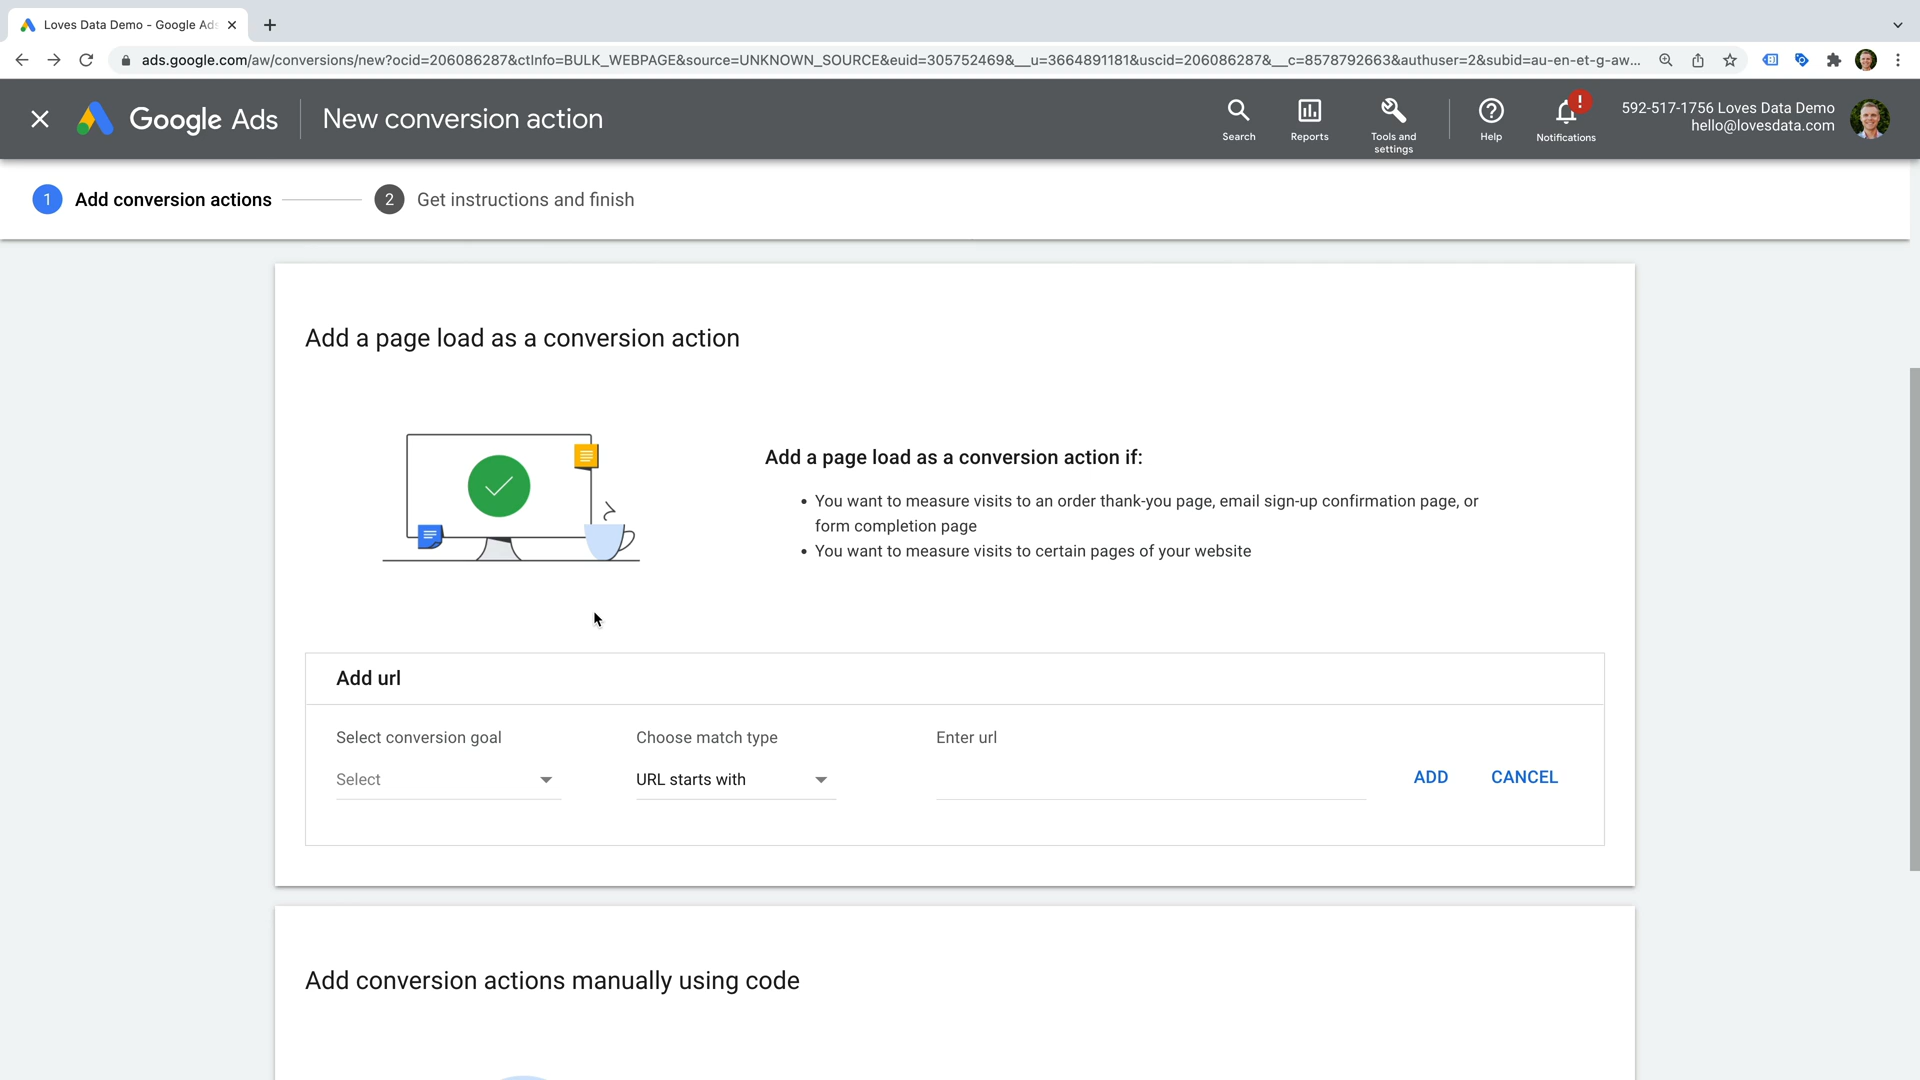 Loves Data Demo - Google Ads
ads.google.com/aw/conversions/new?ocid=206086287&ctInfo=BULK_WEBPAGE&source=UNKNOWN_SOURCE&euid=305752469&__u=3664891181&uscid=206086287&__c=8578792663&authuser=2&subid=au-en-et-g-aw...
Google Ads
New conversion action
Search
Reports
Tools and
settings
Help
!
Notifications
592-517-1756 Loves Data Demo
hello@lovesdata.com
1 Add conversion actions
2 Get instructions and finish
Add a page load as a conversion action
Add a page load as a conversion action if:
• You want to measure visits to an order thank-you page, email sign-up confirmation page, or
form completion page
• You want to measure visits to certain pages of your website
Add url
Select conversion goal
Choose match type
Enter url
Select
URL starts with
ADD
CANCEL
Add conversion actions manually using code